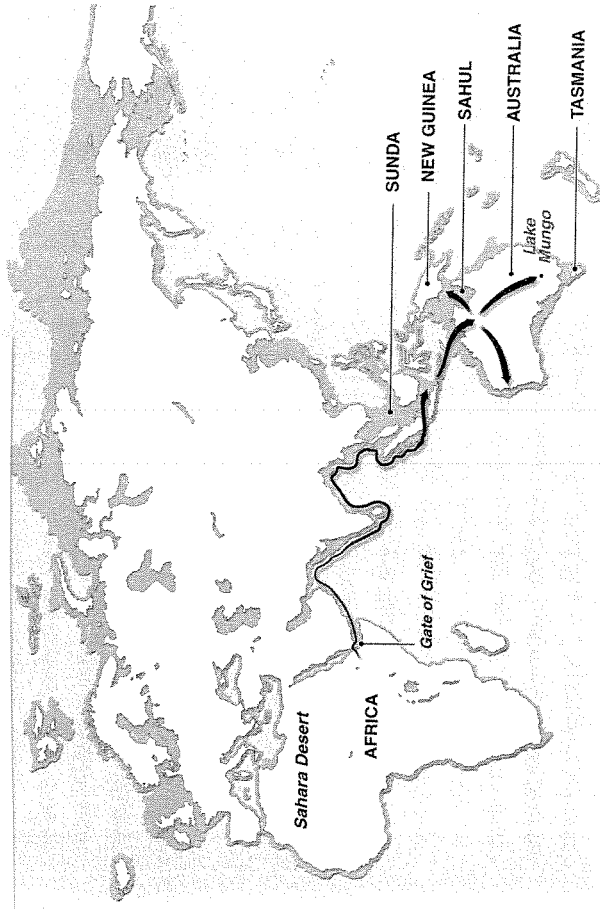 SUNDA
NEW GUINEA
SAHUL
AUSTRALIA
Lake
Mungo
TASMANIA
Gate of Grief
AFRICA
Sahara Desert